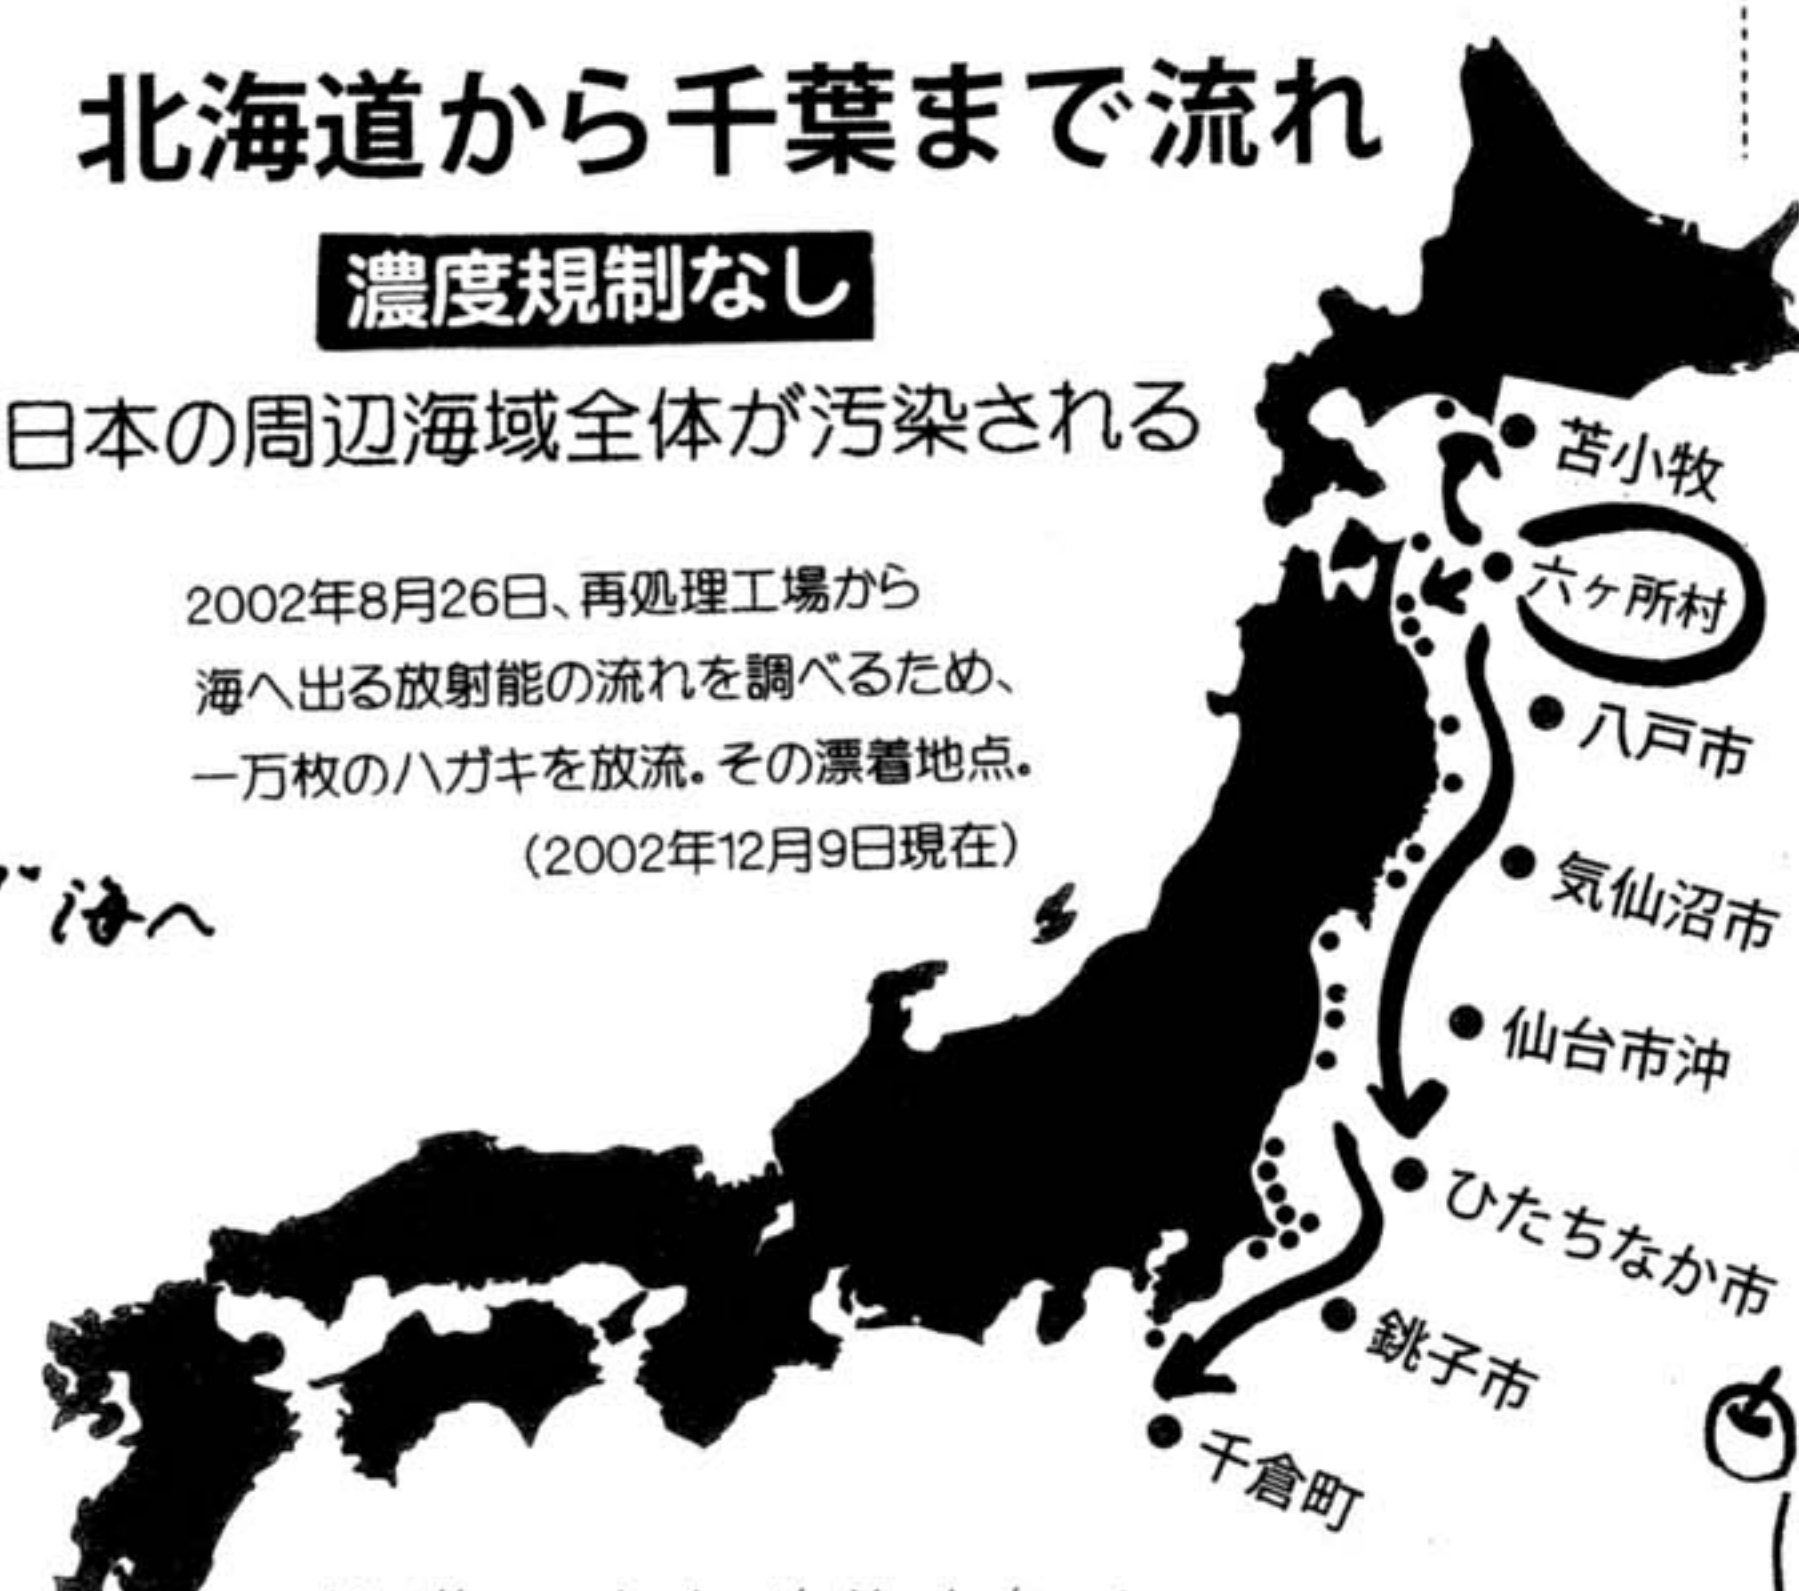 北海道から千葉まで流れ
濃度規制なし
日本の周辺海域全体が汚染される
2002年8月26日、再処理工場から
海へ出る放射能の流れを調べるため、
一万枚のハガキを放流。その漂着地点。
（2002年12月9日現在）
海へ
苫小牧
六ヶ所村
八戸市
気仙沼市
仙台市沖
ひたちなか市
銚子市
千倉町